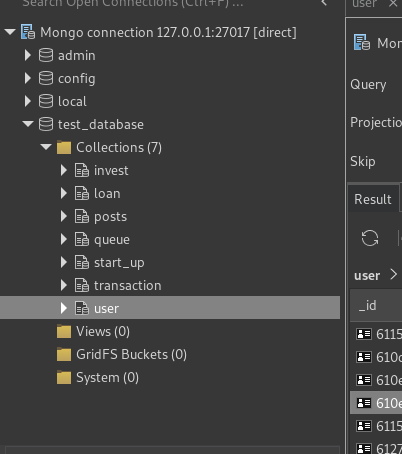 Search Open Connections (Ctrl+F) ...
user
Mongo connection 127.0.0.1:27017 [direct]
admin
config
local
test_database
Collections (7)
invest
loan
posts
queue
start_up
transaction
user
Views (0)
GridFS Buckets (0)
System (0)
Mon
Query
Projectio
Skip
Result
user
_id
6115
610
610e
610e
6115
6127